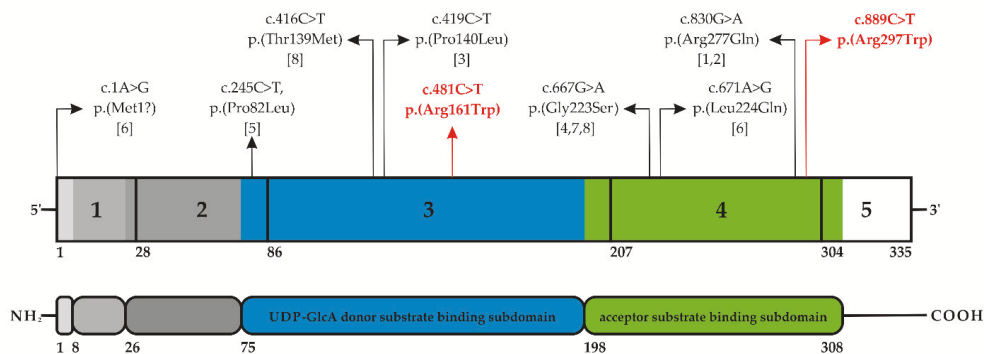 c.416C>T
p.(Thr139Met)
[8]
c.419C>T
p.(Pro140Leu)
[3]
c.830G>A
p.(Arg277Gln)
[1,2]
c.889C>T
p.(Arg297Trp)
c.1A>G
p.(Met1?)
[6]
c.245C>T,
p.(Pro82Leu)
[5]
c.481C>T
p.(Arg161Trp)
c.667G>A
p.(Gly223Ser)
[4,7,8]
c.671A>G
p.(Leu224Gln)
[6]
5'
1
2
3
4
5
3'
1
28
86
207
304
335
NH₂
UDP-GlcA donor substrate binding subdomain
acceptor substrate binding subdomain
COOH
1
8
26
75
198
308